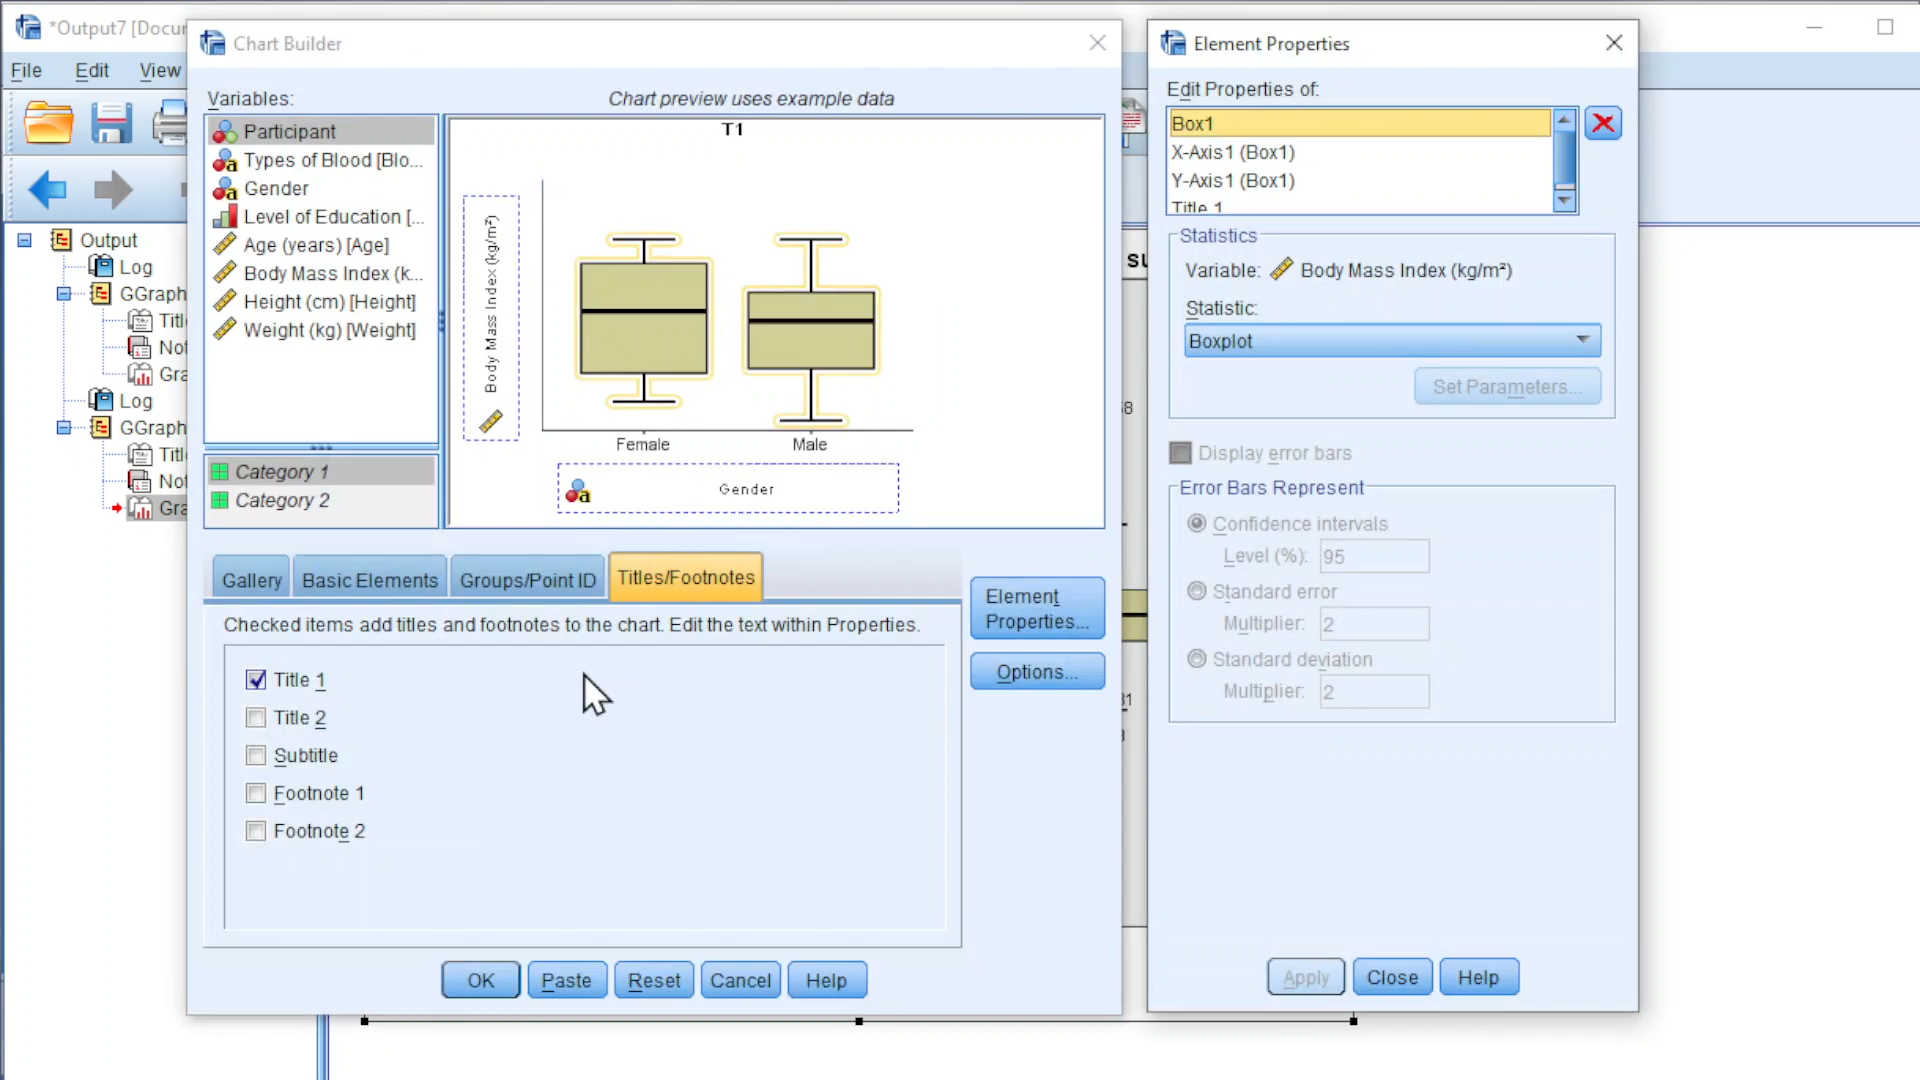 *Output7 [Docu
File Edit View
Output
Log
GGraph
Titl
Not
Gra
Log
GGraph
Titl
Not
Gra
Chart Builder
Variables:
Chart preview uses example data
Participant
Types of Blood [Blo...
Gender
Level of Education [...
Age (years) [Age]
Body Mass Index (k...
Height (cm) [Height]
Weight (kg) [Weight]
Category 1
Category 2
T1
Body Mass Index (kg/m²)
Female Male
Gender
Gallery Basic Elements Groups/Point ID Titles/Footnotes
Checked items add titles and footnotes to the chart. Edit the text within Properties.
Title 1
Title 2
Subtitle
Footnote 1
Footnote 2
Element
Properties...
Options...
OK Paste Reset Cancel Help
Element Properties
Edit Properties of:
Box1
X-Axis1 (Box1)
Y-Axis1 (Box1)
Title 1
Statistics
Variable: Body Mass Index (kg/m²)
Statistic:
Boxplot
Set Parameters...
Display error bars
Error Bars Represent
Confidence intervals
Level (%): 95
Standard error
Multiplier: 2
Standard deviation
Multiplier: 2
Apply Close Help